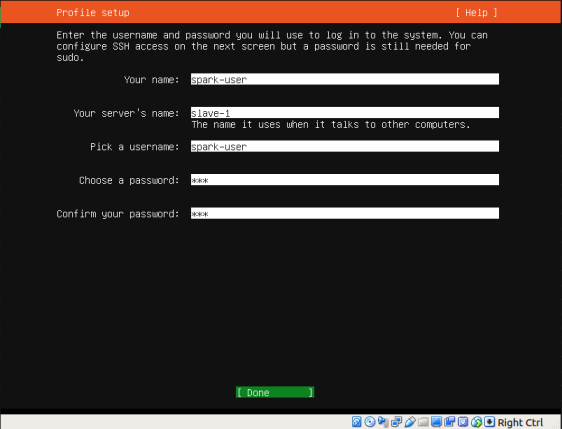 Profile setup [ Help ]
Enter the username and password you will use to log in to the system. You can
configure SSH access on the next screen but a password is still needed for
sudo.
Your name: spark-user
Your server's name: slave-1
The name it uses when it talks to other computers.
Pick a username: spark-user
Choose a password: ***
Confirm your password: ***
[ Done ]
Right Ctrl